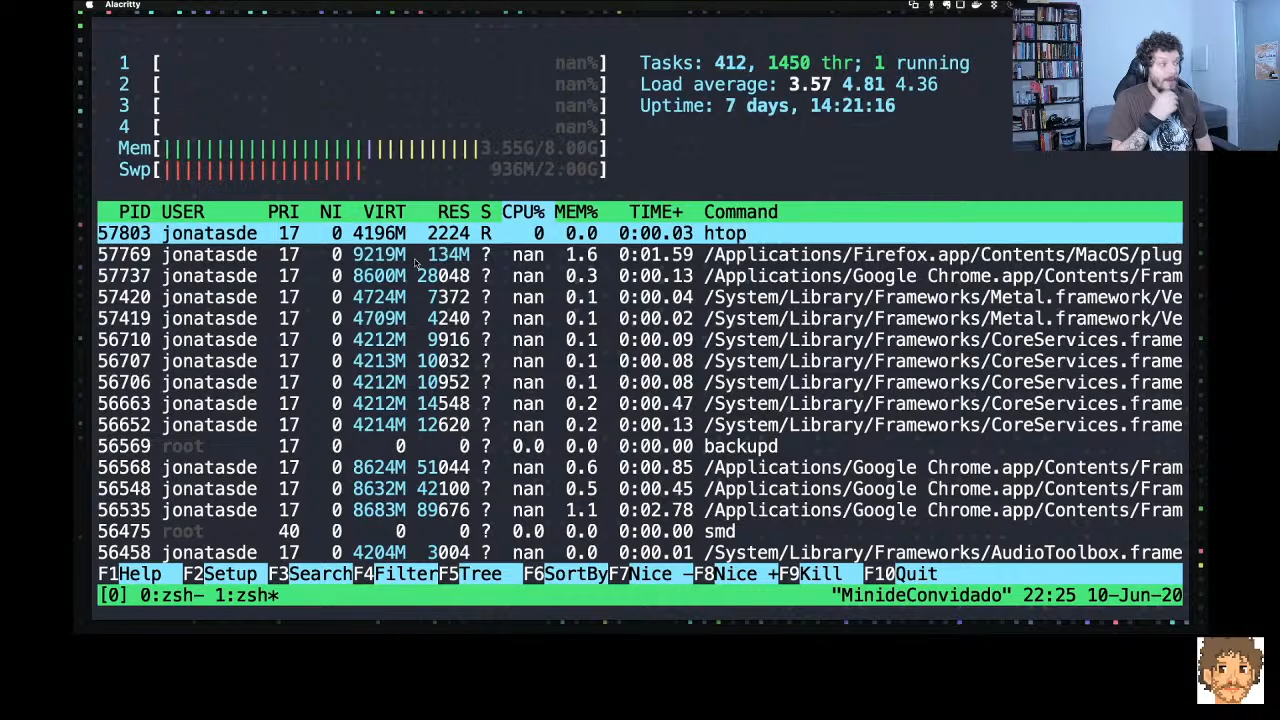 Alacritty
1 [ nan%] Tasks: 412, 1450 thr; 1 running
2 [ nan%] Load average: 3.57 4.81 4.36
3 [ nan%] Uptime: 7 days, 14:21:16
4 [ nan%]
Mem[|||||||||||||||||||||||||||||3.55G/8.00G]
Swp[||||||||||||||||||| 936M/2.00G]
PID USER PRI NI VIRT RES S CPU% MEM% TIME+ Command
57803 jonatasde 17 0 4196M 2224 R 0 0.0 0:00.03 htop
57769 jonatasde 17 0 9219M 134M ? nan 1.6 0:01.59 /Applications/Firefox.app/Contents/MacOS/plug
57737 jonatasde 17 0 8600M 28048 ? nan 0.3 0:00.13 /Applications/Google Chrome.app/Contents/Fram
57420 jonatasde 17 0 4724M 7372 ? nan 0.1 0:00.04 /System/Library/Frameworks/Metal.framework/Ve
57419 jonatasde 17 0 4709M 4240 ? nan 0.1 0:00.02 /System/Library/Frameworks/Metal.framework/Ve
56710 jonatasde 17 0 4212M 9916 ? nan 0.1 0:00.09 /System/Library/Frameworks/CoreServices.frame
56707 jonatasde 17 0 4213M 10032 ? nan 0.1 0:00.08 /System/Library/Frameworks/CoreServices.frame
56706 jonatasde 17 0 4212M 10952 ? nan 0.1 0:00.08 /System/Library/Frameworks/CoreServices.frame
56663 jonatasde 17 0 4212M 14548 ? nan 0.2 0:00.47 /System/Library/Frameworks/CoreServices.frame
56652 jonatasde 17 0 4214M 12620 ? nan 0.2 0:00.13 /System/Library/Frameworks/CoreServices.frame
56569 root 17 0 0 0 ? 0.0 0.0 0:00.00 backupd
56568 jonatasde 17 0 8624M 51044 ? nan 0.6 0:00.85 /Applications/Google Chrome.app/Contents/Fram
56548 jonatasde 17 0 8632M 42100 ? nan 0.5 0:00.45 /Applications/Google Chrome.app/Contents/Fram
56535 jonatasde 17 0 8683M 89676 ? nan 1.1 0:02.78 /Applications/Google Chrome.app/Contents/Fram
56475 root 40 0 0 0 ? 0.0 0.0 0:00.00 smd
56458 jonatasde 17 0 4204M 3004 ? nan 0.0 0:00.01 /System/Library/Frameworks/AudioToolbox.frame
F1Help F2Setup F3SearchF4FilterF5Tree F6SortByF7Nice -F8Nice +F9Kill F10Quit
[0] 0:zsh- 1:zsh* "MinideConvidado" 22:25 10-Jun-20